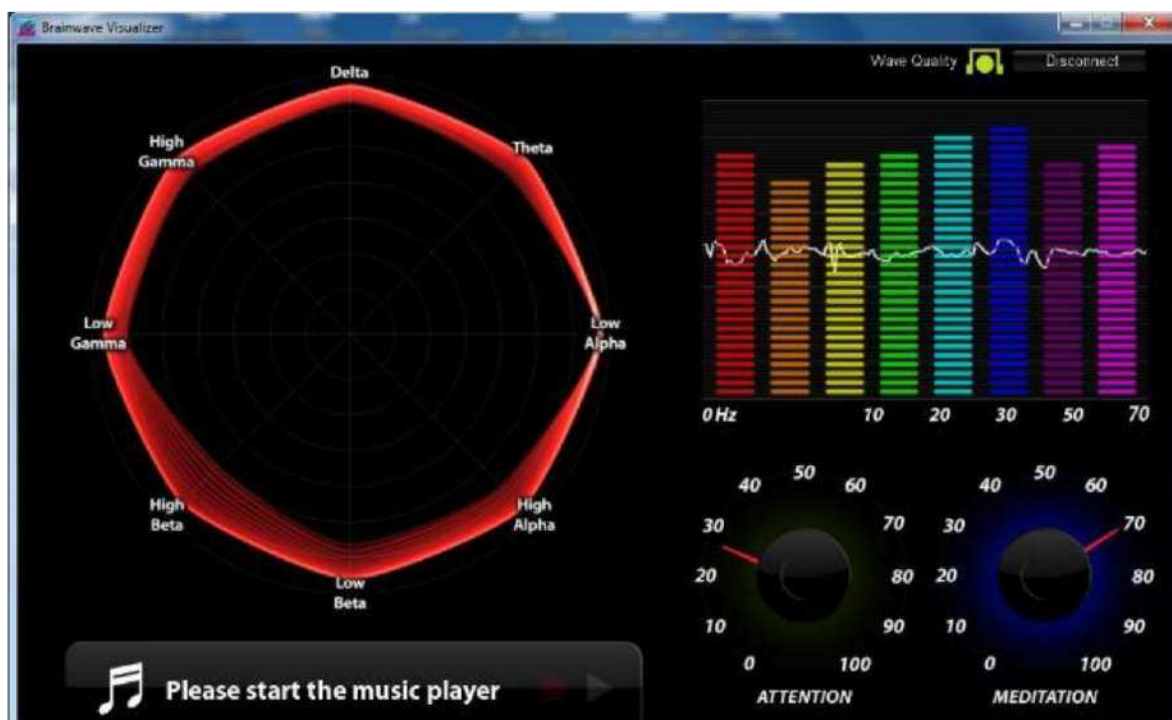 Brainwave Visualizer
Wave Quality
Disconnect
Delta
High
Gamma
Theta
Low
Gamma
Low
Alpha
High
Beta
High
Alpha
Low
Beta
0 Hz 10 20 30 50 70
0 10 20 30 40 50 60 70 80 90 100
ATTENTION
0 10 20 30 40 50 60 70 80 90 100
MEDITATION
Please start the music player